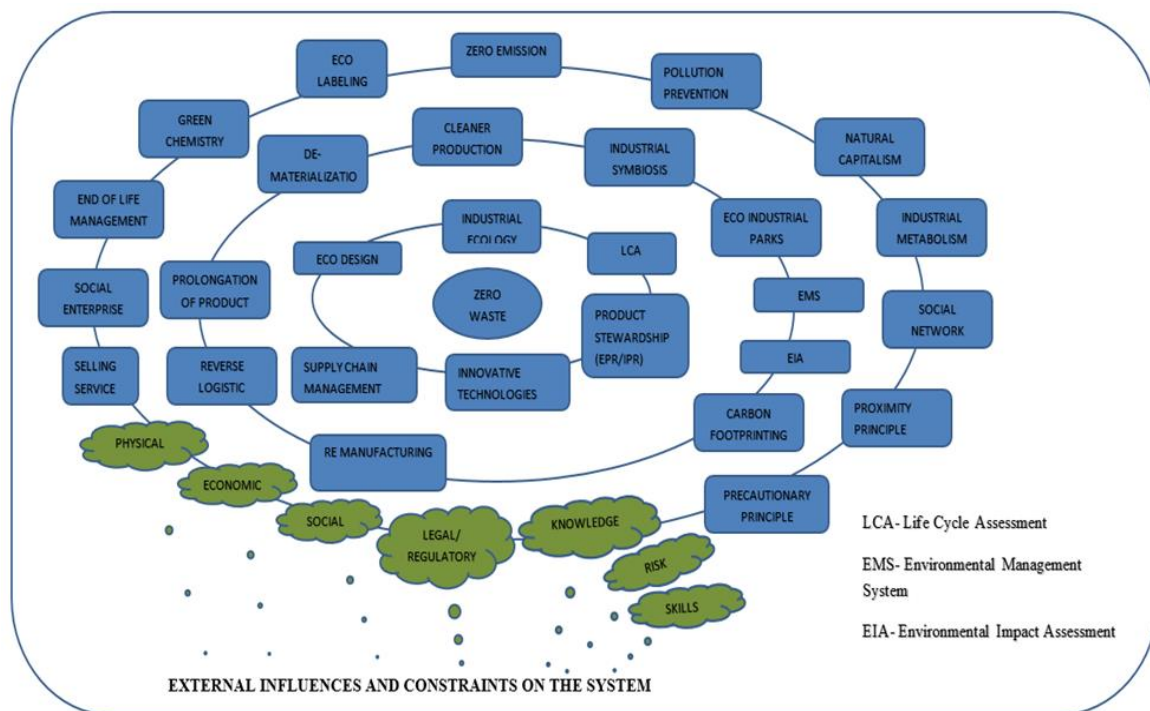 ZERO EMISSION
ECO
LABELING
POLLUTION
PREVENTION
GREEN
CHEMISTRY
CLEANER
PRODUCTION
NATURAL
CAPITALISM
DE-
MATERIALIZATIO
INDUSTRIAL
SYMBIOSIS
END OF LIFE
MANAGEMENT
INDUSTRIAL
ECOLOGY
ECO INDUSTRIAL
PARKS
INDUSTRIAL
METABOLISM
ECO DESIGN
LCA
SOCIAL
ENTERPRISE
PROLONGATION
OF PRODUCT
ZERO
WASTE
EMS
SOCIAL
NETWORK
PRODUCT
STEWARDSHIP
(EPR/IPR)
EIA
SELLING
SERVICE
REVERSE
LOGISTIC
SUPPLY CHAIN
MANAGEMENT
INNOVATIVE
TECHNOLOGIES
CARBON
FOOTPRINTING
PROXIMITY
PRINCIPLE
PHYSICAL
RE MANUFACTURING
ECONOMIC
PRECAUTIONARY
PRINCIPLE
SOCIAL
LEGAL/
REGULATORY
KNOWLEDGE
RISK
SKILLS
LCA- Life Cycle Assessment
EMS- Environmental Management
System
EIA- Environmental Impact Assessment
EXTERNAL INFLUENCES AND CONSTRAINTS ON THE SYSTEM